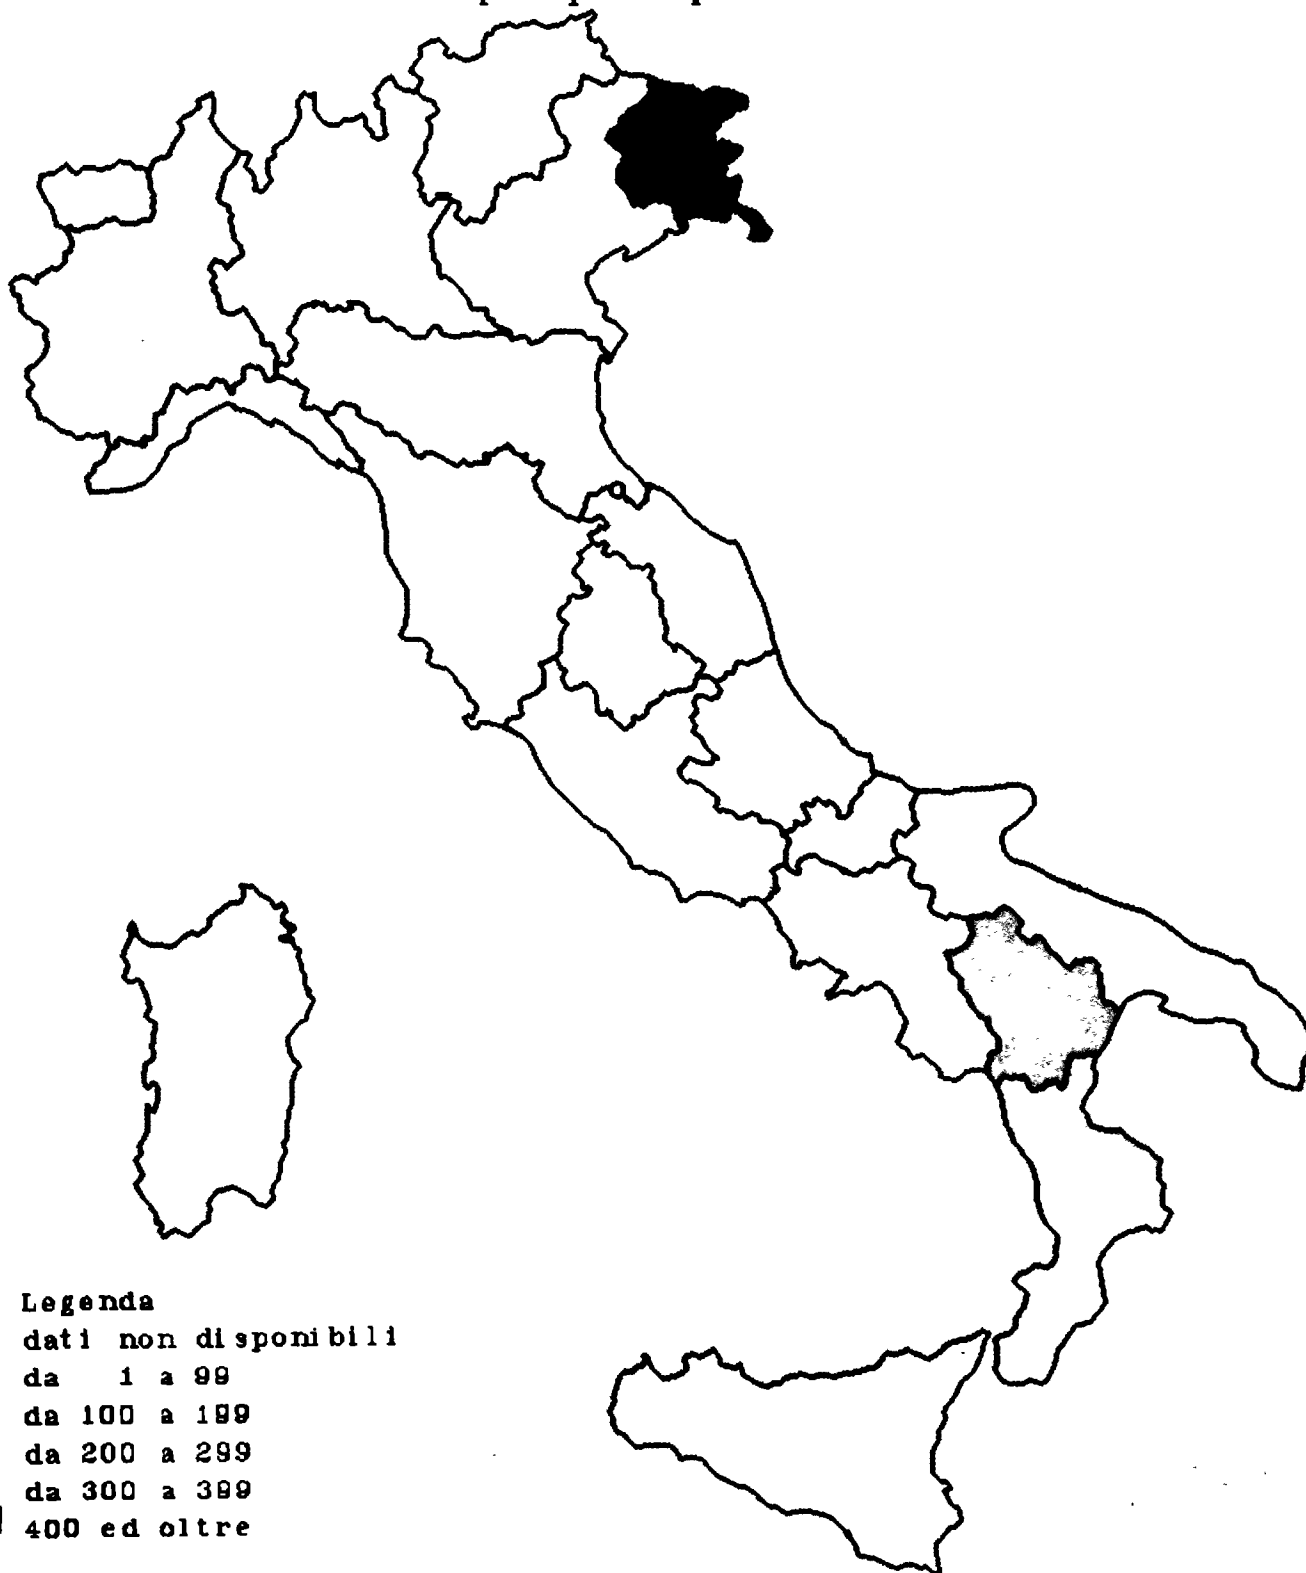 Legenda
dati non disponibili
da 1 a 99
da 100 a 199
da 200 a 299
da 300 a 399
400 ed oltre